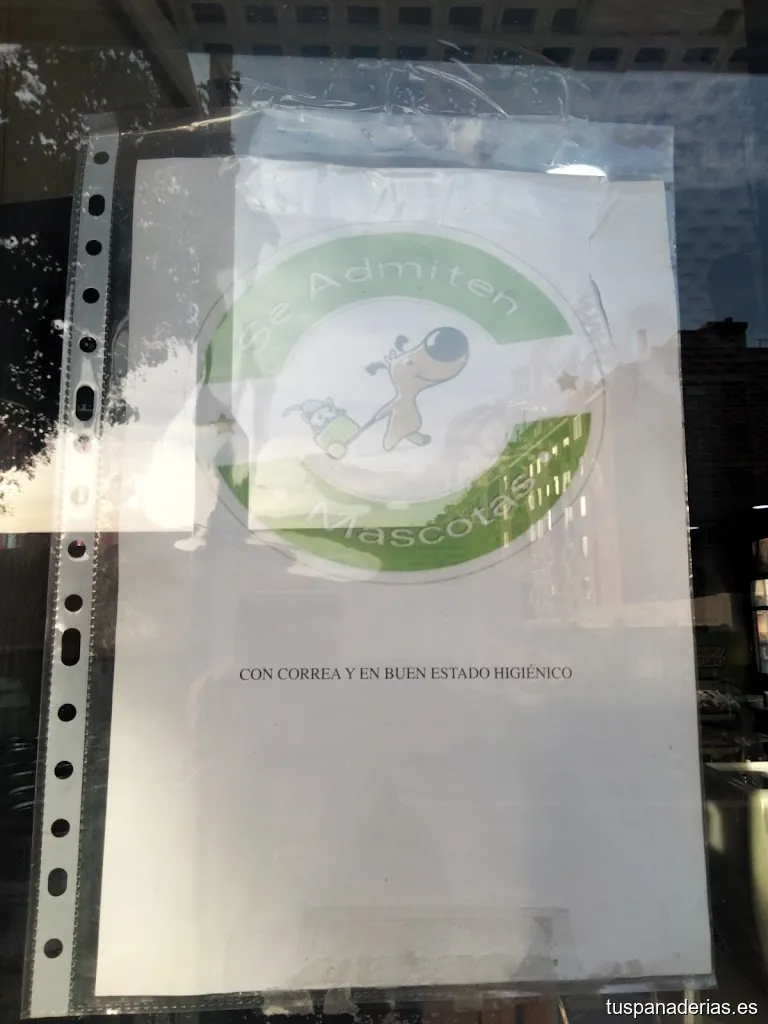 Se Admiten
Mascotas
CON CORREA Y EN BUEN ESTADO HIGIÉNICO
tuspanaderias.es